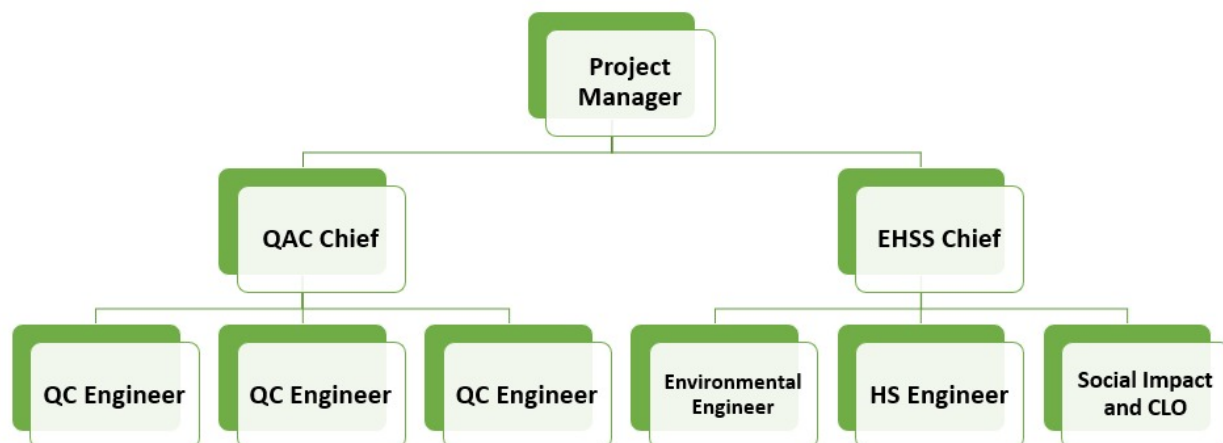 Project
Manager
QAC Chief
EHSS Chief
QC Engineer
QC Engineer
QC Engineer
Environmental
Engineer
HS Engineer
Social Impact
and CLO